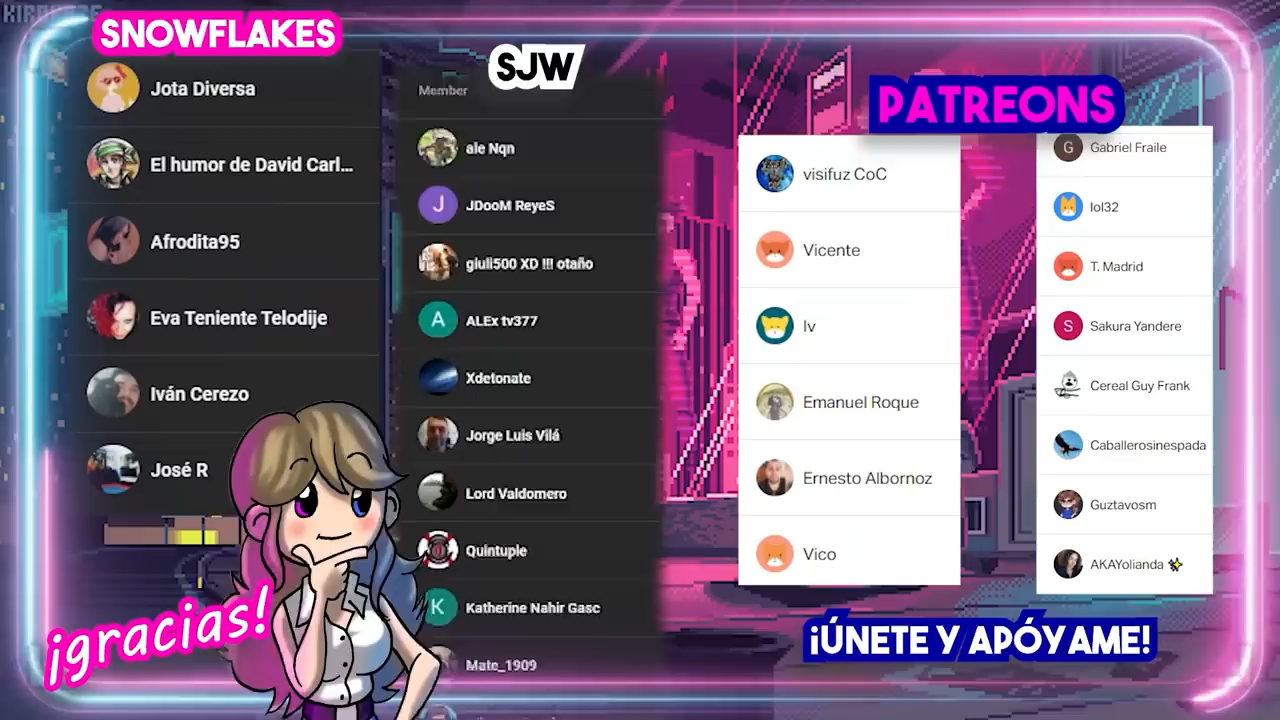 SNOWFLAKES
Jota Diversa
El humor de David Carl...
Afrodita95
Eva Teniente Telodije
Iván Cerezo
José R
¡gracias!
SJW
Member
ale Nqn
J
JDooM ReyeS
giuli500 XD !!! otaño
A
ALEx tv377
Xdetonate
Jorge Luis Vilá
Lord Valdomero
Quintuple
K
Katherine Nahir Gasc
Mate_1909
PATREONS
visifuz CoC
Vicente
Iv
Emanuel Roque
Ernesto Albornoz
Vico
G
Gabriel Fraile
lol32
T. Madrid
S
Sakura Yandere
Cereal Guy Frank
Caballerosinespada
Guztavosm
AKAYolianda ✨
¡ÚNETE Y APÓYAME!